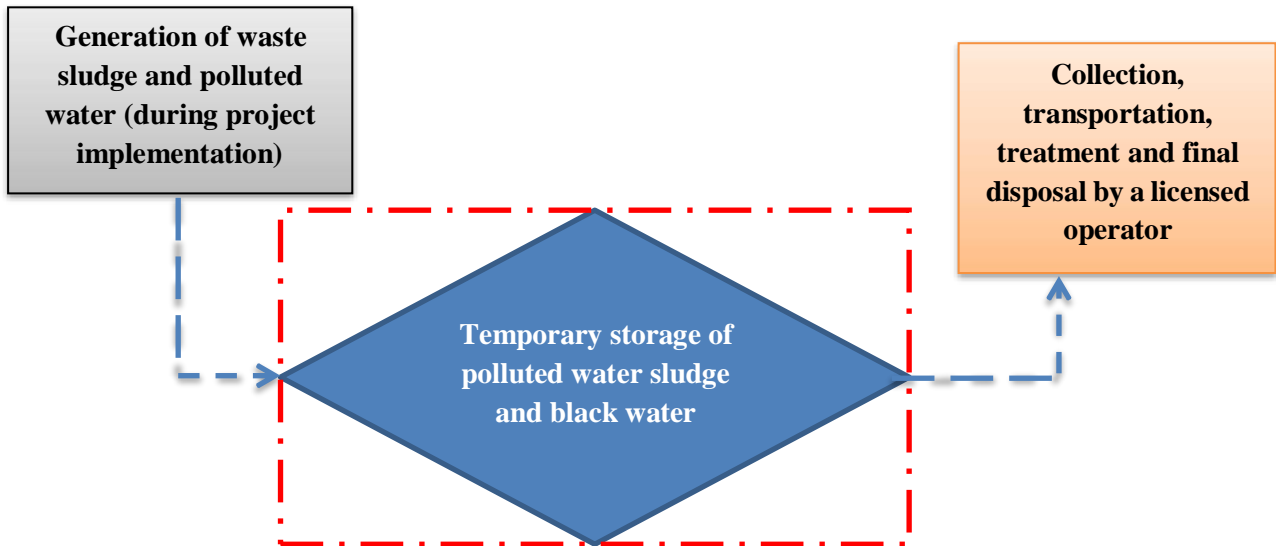 Generation of waste
sludge and polluted
water (during project
implementation)
Temporary storage of
polluted water sludge
and black water
Collection,
transportation,
treatment and final
disposal by a licensed
operator